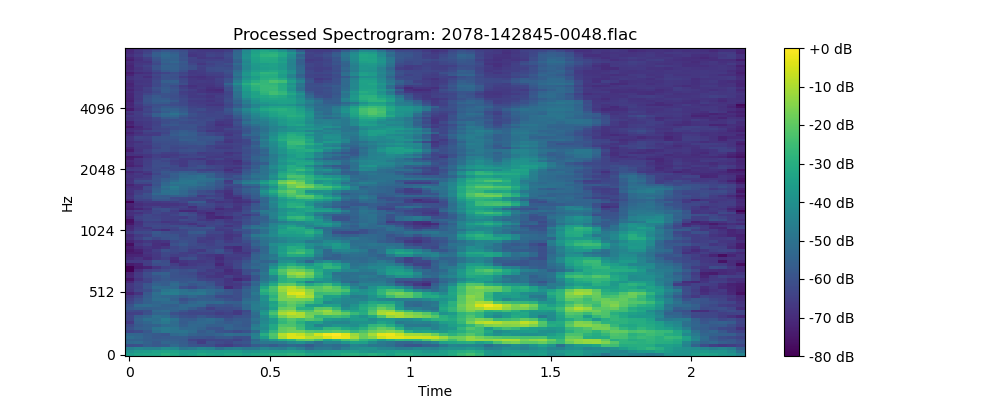 Processed Spectrogram: 2078-142845-0048.flac
Hz
4096
2048
1024
512
0
0 0.5 1 1.5 2
Time
+0 dB
-10 dB
-20 dB
-30 dB
-40 dB
-50 dB
-60 dB
-70 dB
-80 dB